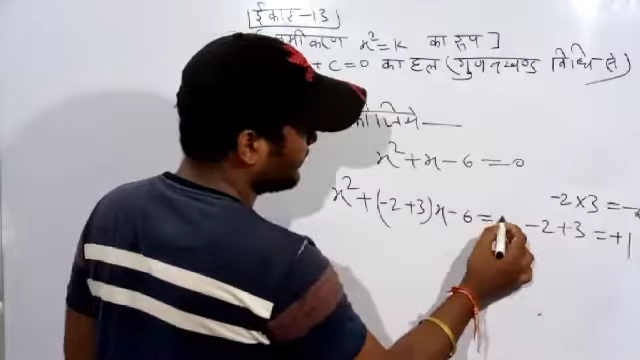 इकाई-13
समीकरण x²=k का रूप ]
+ C=0 का हल (गुणनखण्ड विधि से)
x²+x-6=0
x²+(-2+3)x-6=
-2×3=-
-2+3=+1